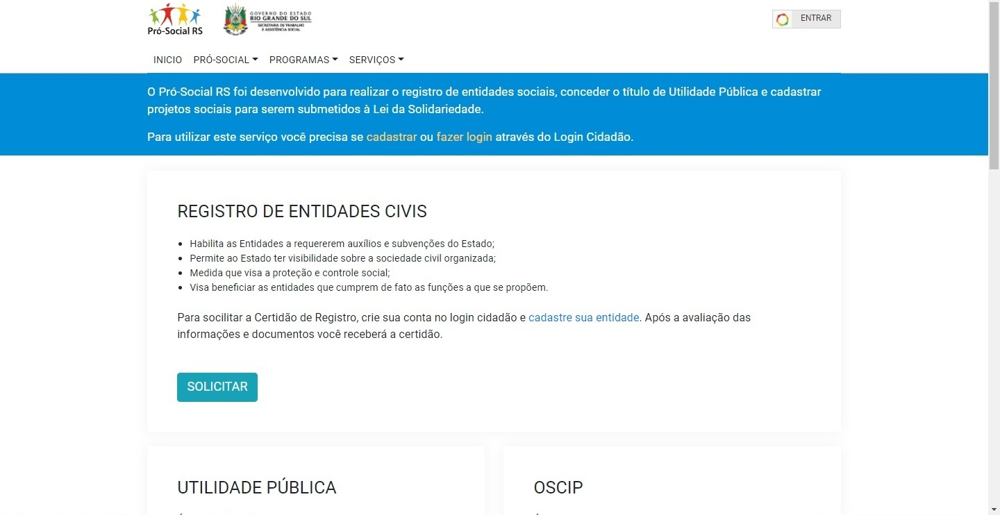 Pró-Social RS
GOVERNO DO ESTADO
RIO GRANDE DO SUL
SECRETARIA DE TRABALHO
E ASSISTÊNCIA SOCIAL
ENTRAR
INICIO PRÓ-SOCIAL PROGRAMAS SERVIÇOS
O Pró-Social RS foi desenvolvido para realizar o registro de entidades sociais, conceder o título de Utilidade Pública e cadastrar
projetos sociais para serem submetidos à Lei da Solidariedade.
Para utilizar este serviço você precisa se cadastrar ou fazer login através do Login Cidadão.
REGISTRO DE ENTIDADES CIVIS
Habilita as Entidades a requererem auxílios e subvenções do Estado;
Permite ao Estado ter visibilidade sobre a sociedade civil organizada;
Medida que visa a proteção e controle social;
Visa beneficiar as entidades que cumprem de fato as funções a que se propõem.
Para socilitar a Certidão de Registro, crie sua conta no login cidadão e cadastre sua entidade. Após a avaliação das
informações e documentos você receberá a certidão.
SOLICITAR
UTILIDADE PÚBLICA
OSCIP